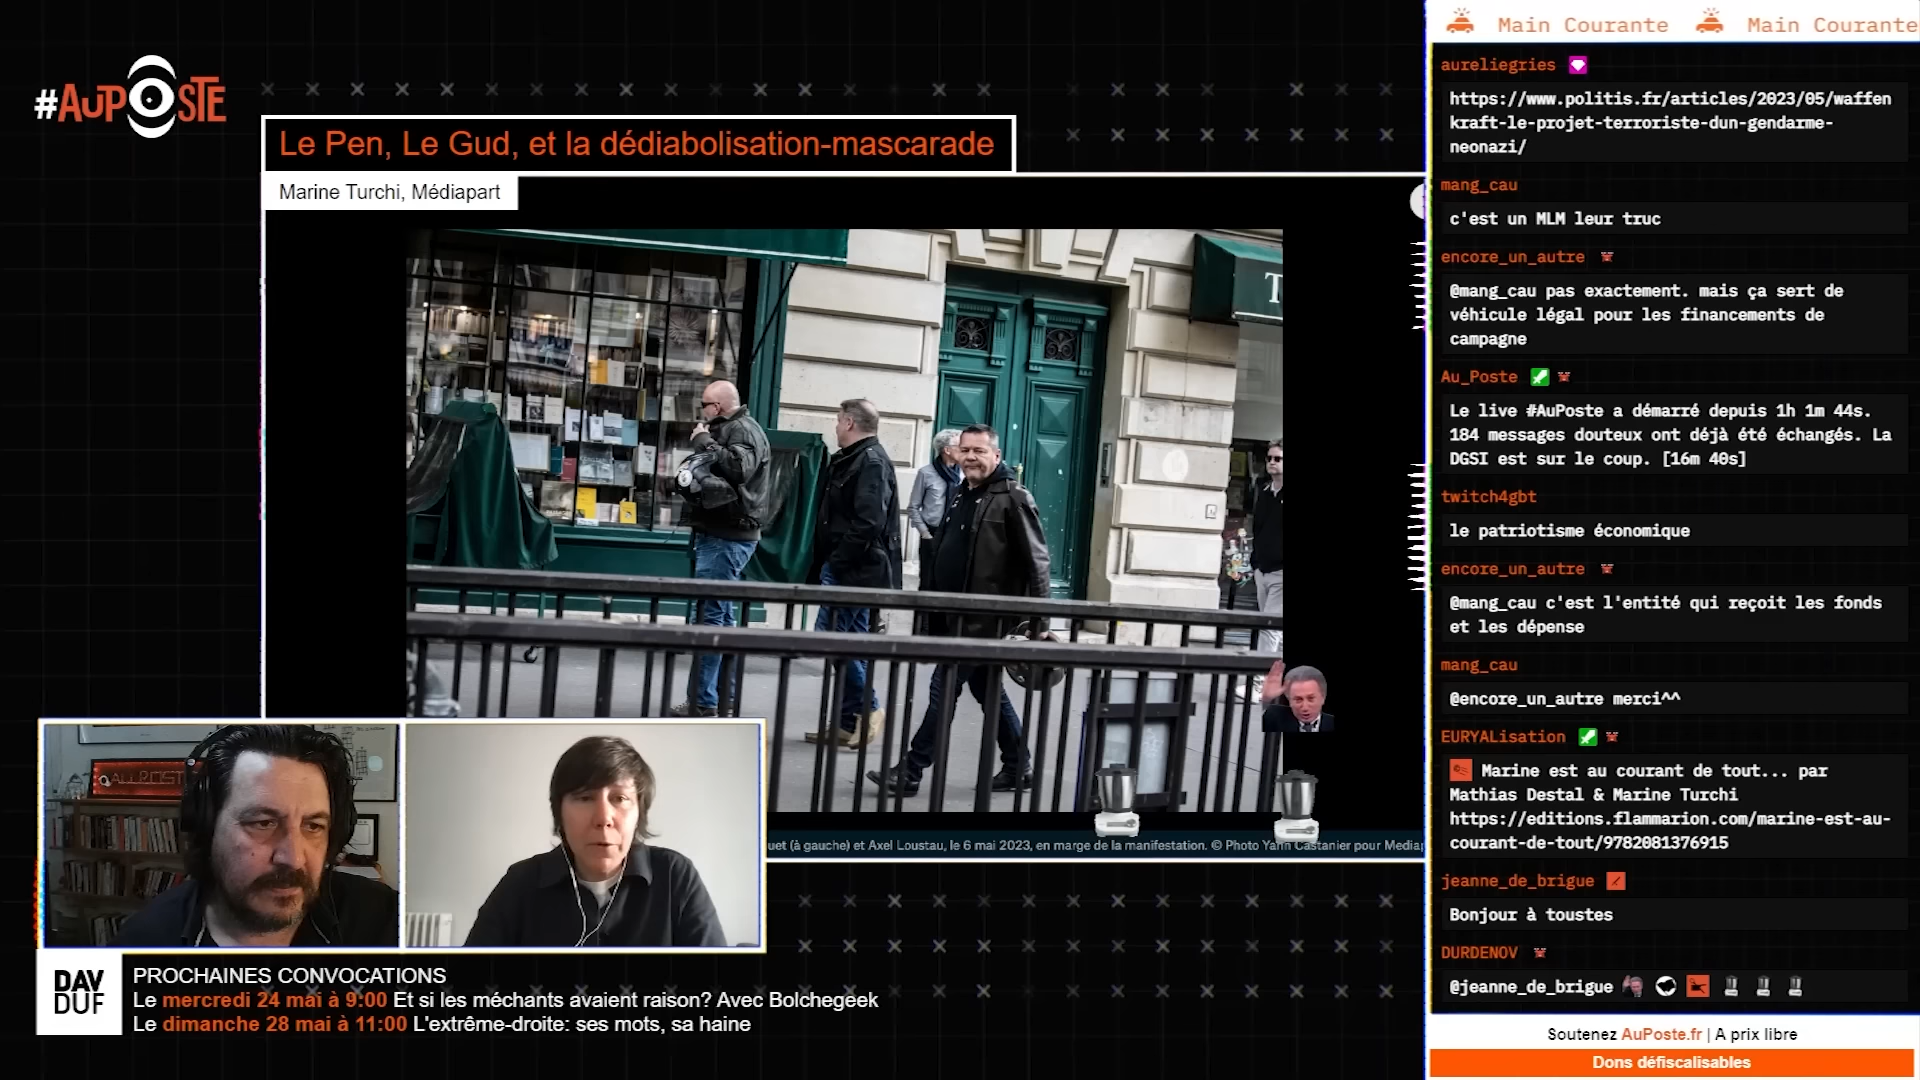 #AUPOSTE
Le Pen, Le Gud, et la dédiabolisation-mascarade
Marine Turchi, Médiapart
T
AU POST
uet (à gauche) et Axel Loustau, le 6 mai 2023, en marge de la manifestation. © Photo Yann Castanier pour Mediap
DAV
DUF
PROCHAINES CONVOCATIONS
Le mercredi 24 mai à 9:00 Et si les méchants avaient raison? Avec Bolchegeek
Le dimanche 28 mai à 11:00 L'extrême-droite: ses mots, sa haine
Main Courante Main Courante
aureliegries
https://www.politis.fr/articles/2023/05/waffen
kraft-le-projet-terroriste-dun-gendarme-
neonazi/
mang_cau
c'est un MLM leur truc
encore_un_autre
@mang_cau pas exactement. mais ça sert de
véhicule légal pour les financements de
campagne
Au_Poste
Le live #AuPoste a démarré depuis 1h 1m 44s.
184 messages douteux ont déjà été échangés. La
DGSI est sur le coup. [16m 40s]
twitch4gbt
le patriotisme économique
encore_un_autre
@mang_cau c'est l'entité qui reçoit les fonds
et les dépense
mang_cau
@encore_un_autre merci^^
EURYALisation
Marine est au courant de tout... par
Mathias Destal & Marine Turchi
https://editions.flammarion.com/marine-est-au-
courant-de-tout/9782081376915
jeanne_de_brigue
Bonjour à toustes
DURDENOV
@jeanne_de_brigue
Soutenez AuPoste.fr | A prix libre
Dons défiscalisables